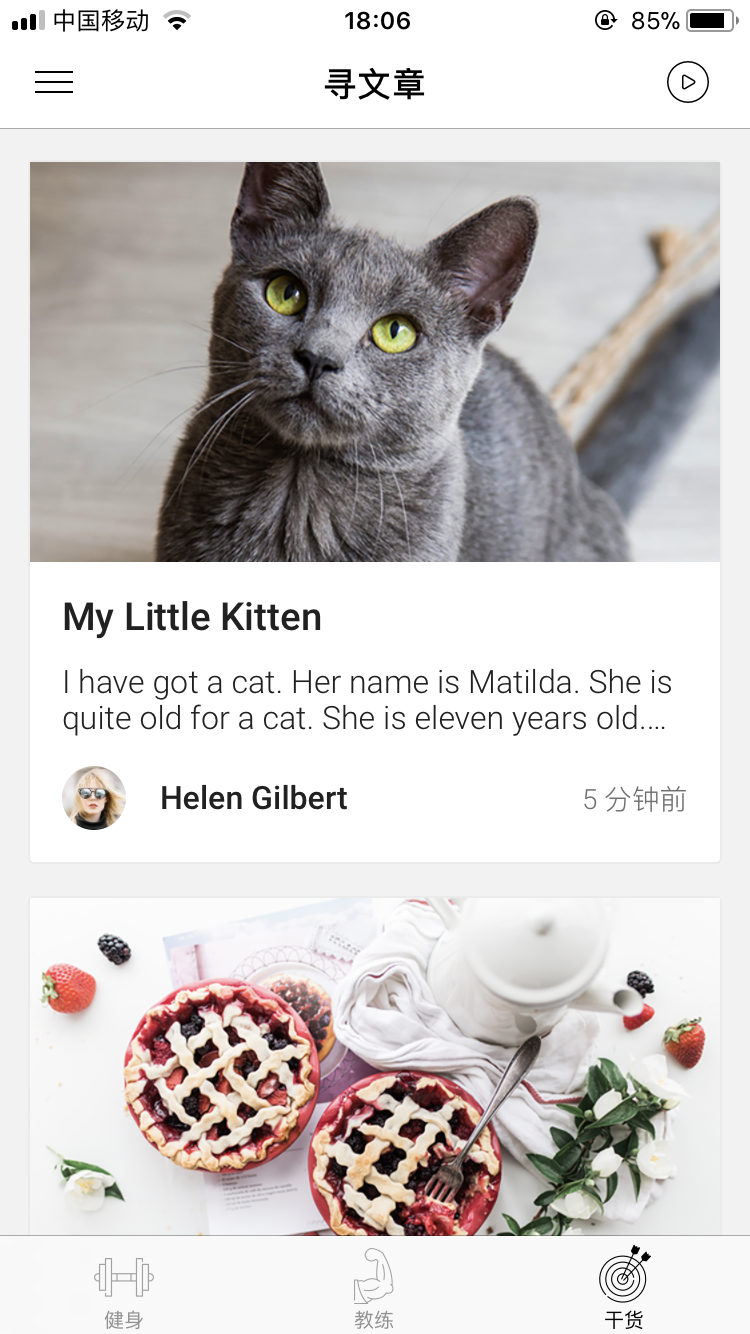 中国移动
18:06
85%
寻文章
My Little Kitten
I have got a cat. Her name is Matilda. She is
quite old for a cat. She is eleven years old....
Helen Gilbert
5 分钟前
健身
教练
干货